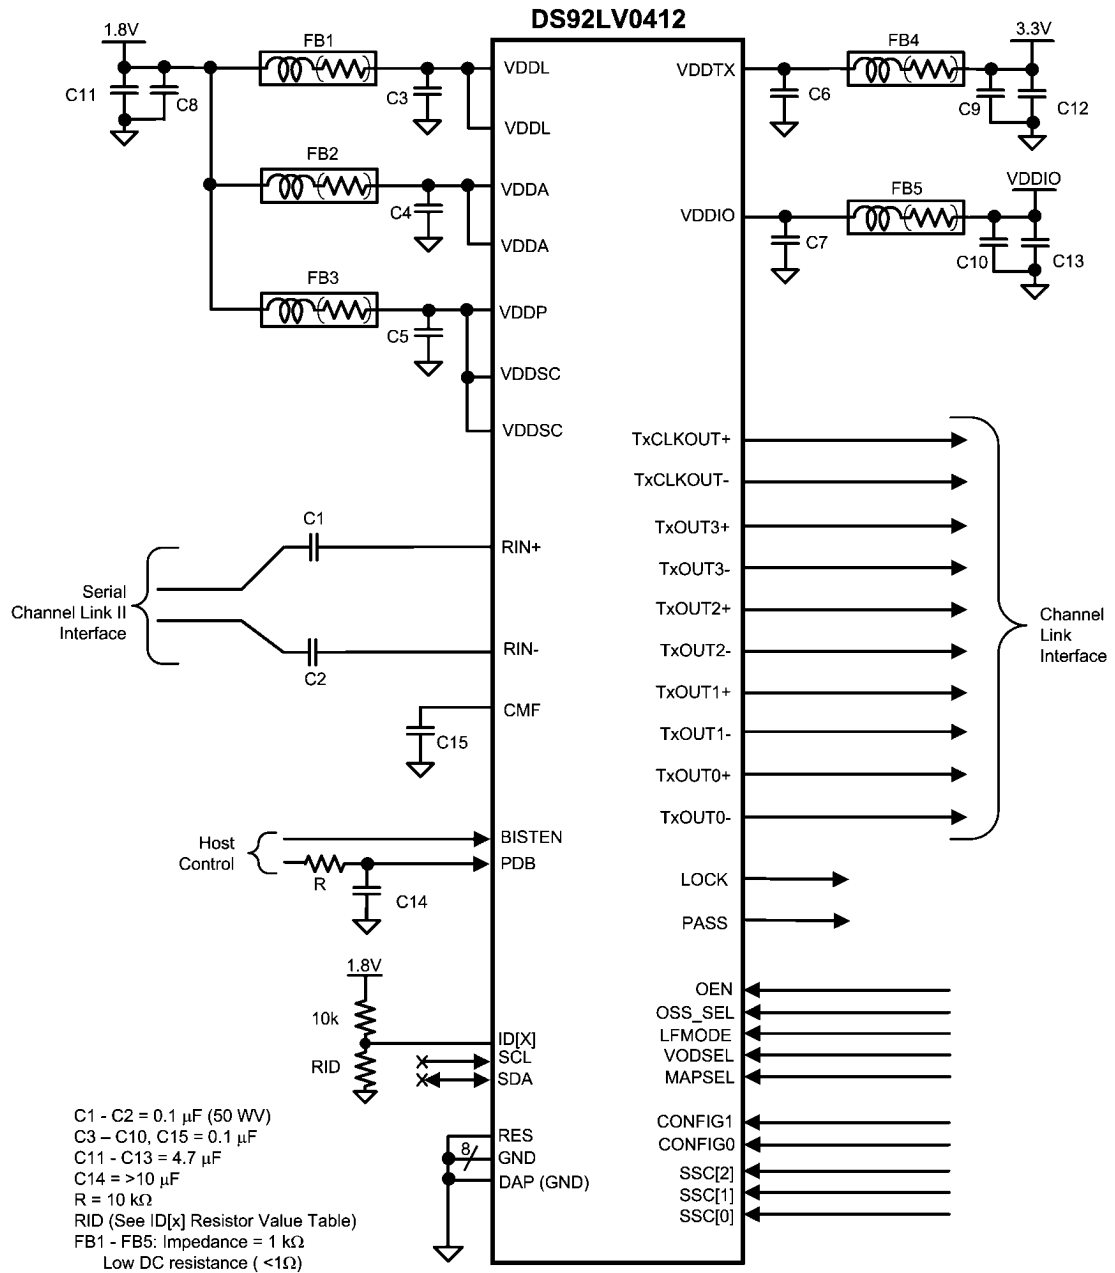 DS92LV0412
1.8V
FB1
VDDL
C11
C8
C3
VDDL
FB2
VDDA
C4
VDDA
FB3
VDDP
C5
VDDSC
VDDSC
VDDTX
FB4
3.3V
C6
C9
C12
VDDIO
FB5
VDDIO
C7
C10
C13
C1
RIN+
Serial
Channel Link II
Interface
RIN-
C2
CMF
C15
TxCLKOUT+
TxCLKOUT-
TxOUT3+
TxOUT3-
TxOUT2+
TxOUT2-
TxOUT1+
TxOUT1-
TxOUT0+
TxOUT0-
Channel
Link
Interface
Host
Control
BISTEN
PDB
R
C14
LOCK
PASS
1.8V
10k
RID
ID[X]
SCL
SDA
OEN
OSS_SEL
LFMODE
VODSEL
MAPSEL
CONFIG1
CONFIG0
SSC[2]
SSC[1]
SSC[0]
RES
8
GND
DAP (GND)
C1 - C2 = 0.1 μF (50 WV)
C3 – C10, C15 = 0.1 μF
C11 - C13 = 4.7 μF
C14 = >10 μF
R = 10 kΩ
RID (See ID[x] Resistor Value Table)
FB1 - FB5: Impedance = 1 kΩ
Low DC resistance ( <1Ω)